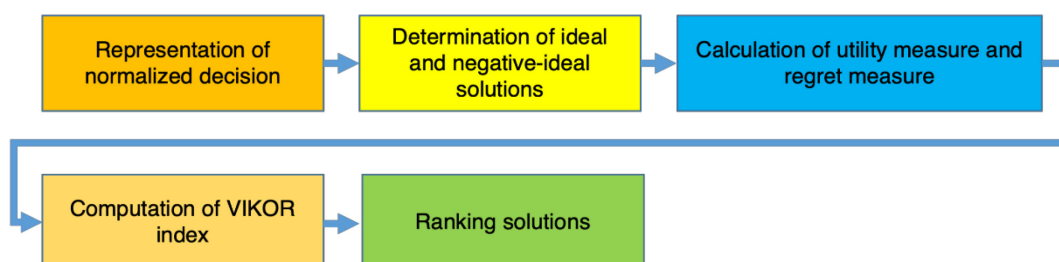 Representation of
normalized decision
Determination of ideal
and negative-ideal
solutions
Calculation of utility measure and
regret measure
Computation of VIKOR
index
Ranking solutions